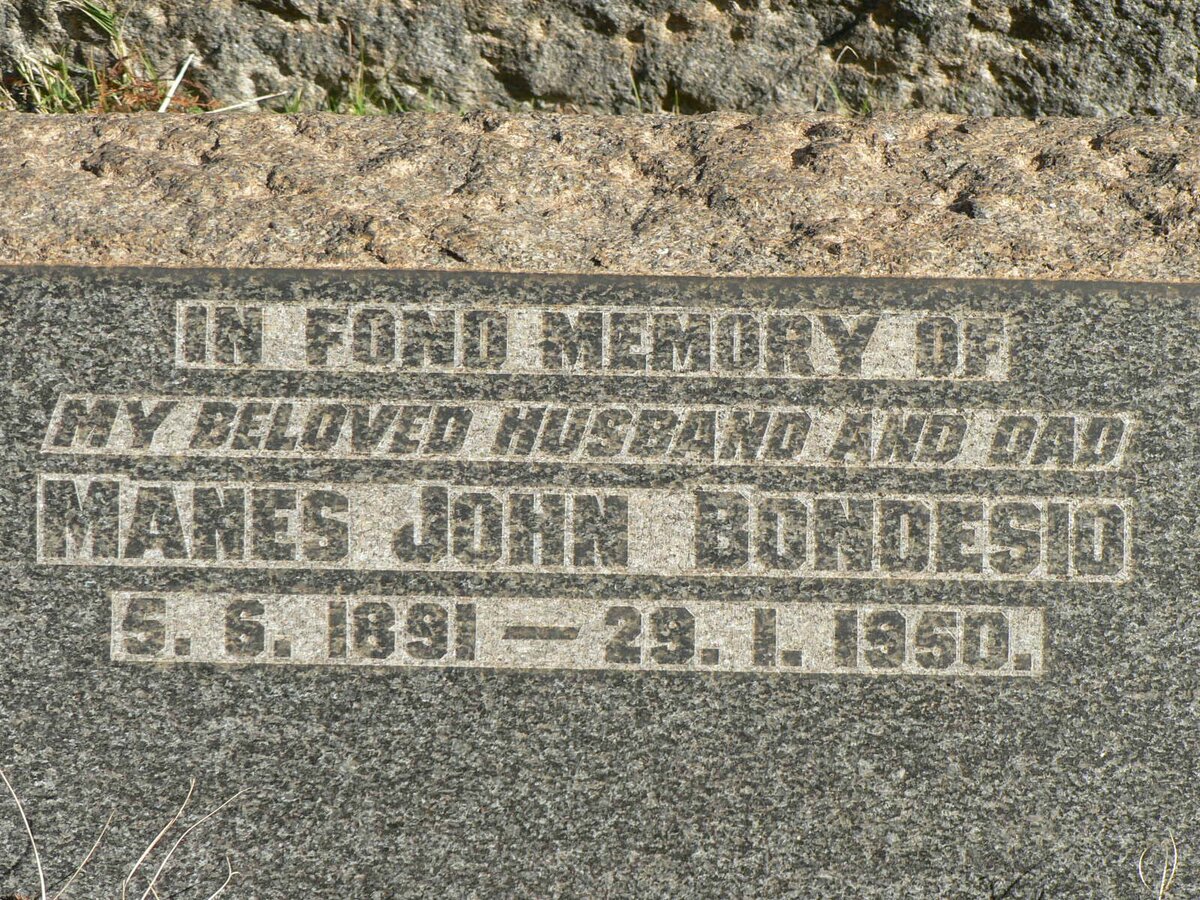 IN FOND MEMORY OF
MY BELOVED HUSBAND AND DAD
MANES JOHN BONDESIO
5. 6. 1891 — 29. 1. 1950.